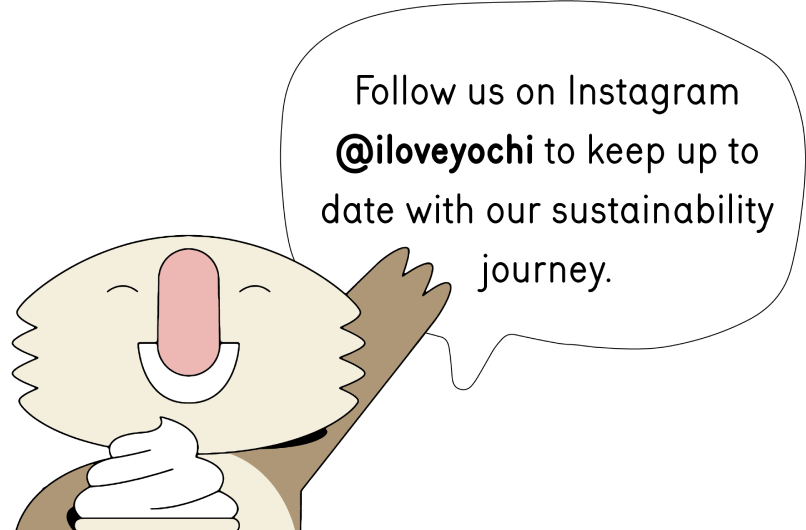 Follow us on Instagram
@iloveyochi to keep up to
date with our sustainability
journey.